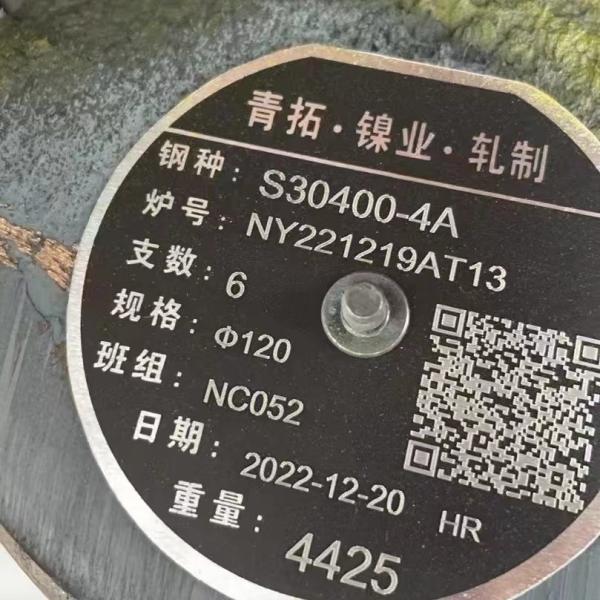 青拓·镍业·轧制
钢种：S30400-4A
炉号：NY221219AT13
支数：6
规格：Φ120
班组：NC052
日期：2022-12-20 HR
重量：4425